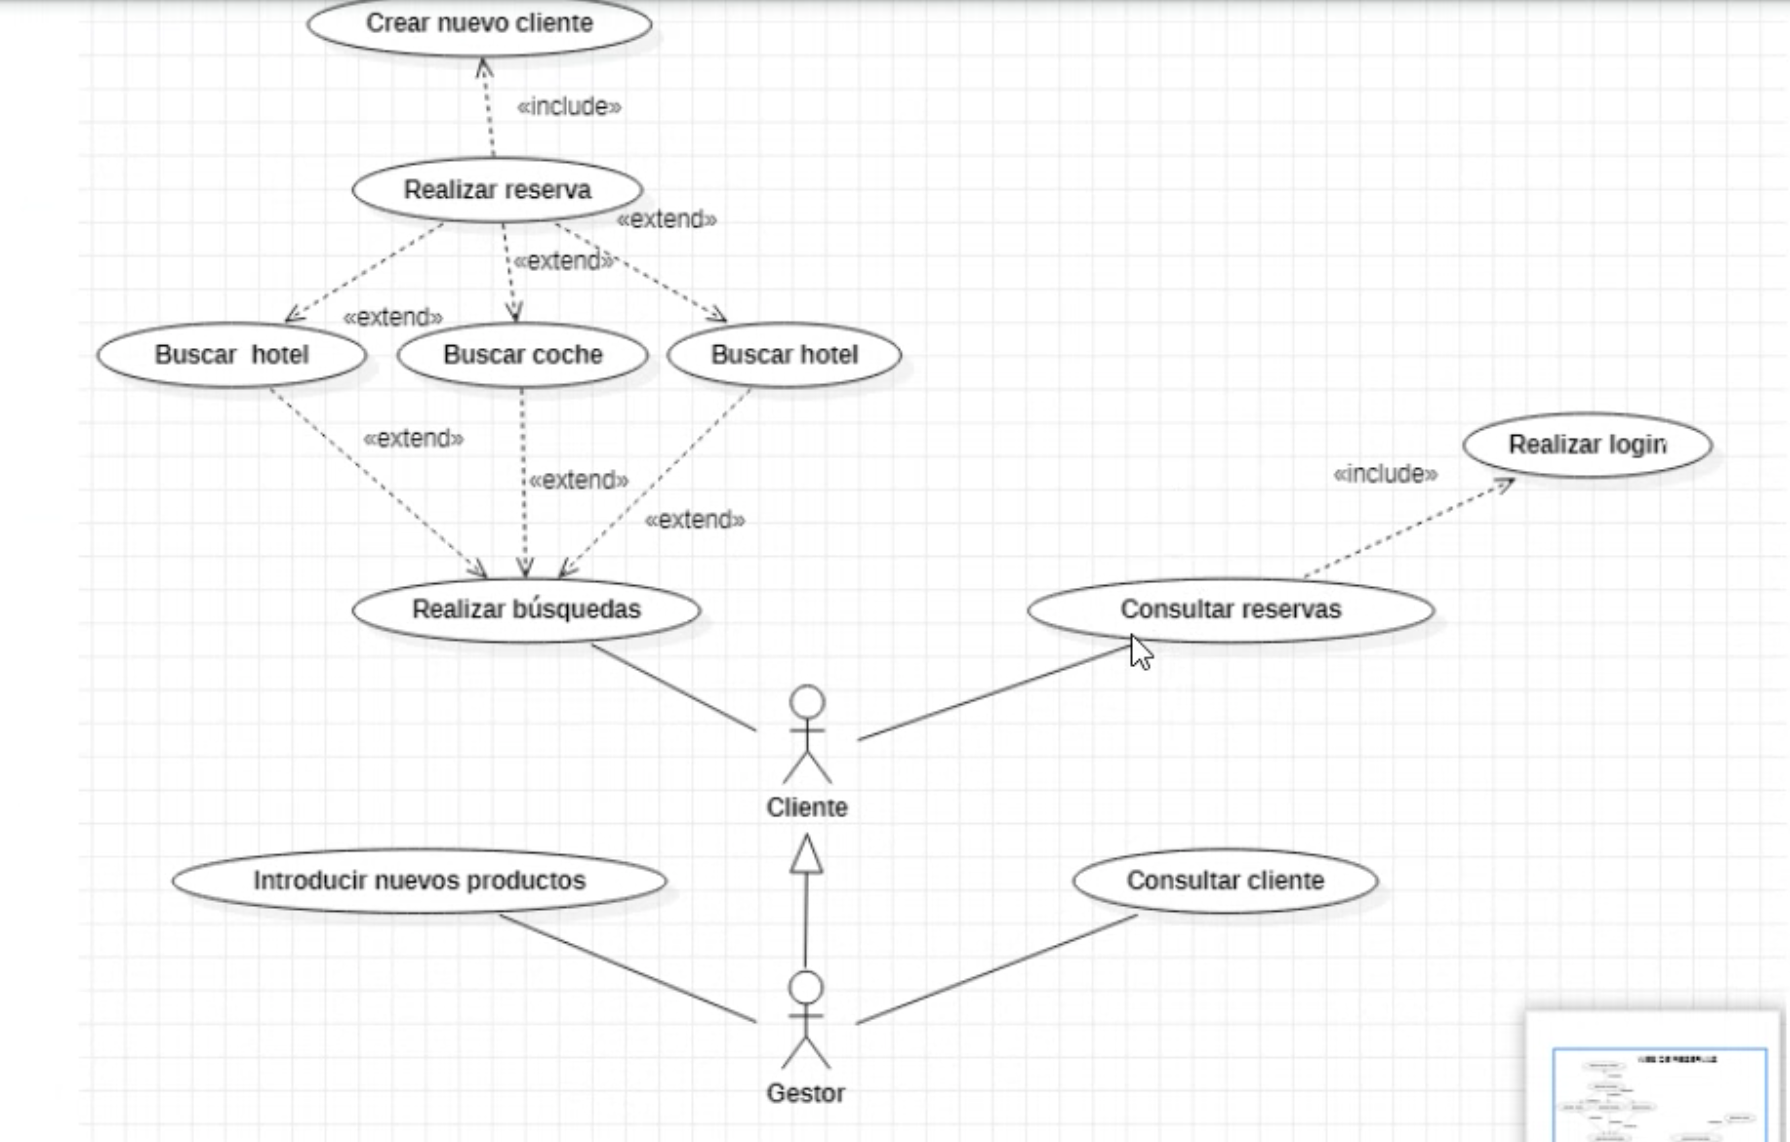 Crear nuevo cliente
«include»
Realizar reserva
«extend»
«extend»
«extend»
Buscar  hotel
Buscar coche
Buscar hotel
«extend»
«extend»
«extend»
Realizar login
«include»
Realizar búsquedas
Consultar reservas
Cliente
Introducir nuevos productos
Consultar cliente
Gestor